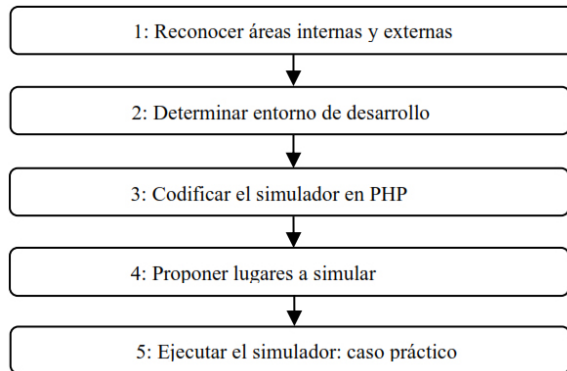 1: Reconocer áreas internas y externas
2: Determinar entorno de desarrollo
3: Codificar el simulador en PHP
4: Proponer lugares a simular
5: Ejecutar el simulador: caso práctico